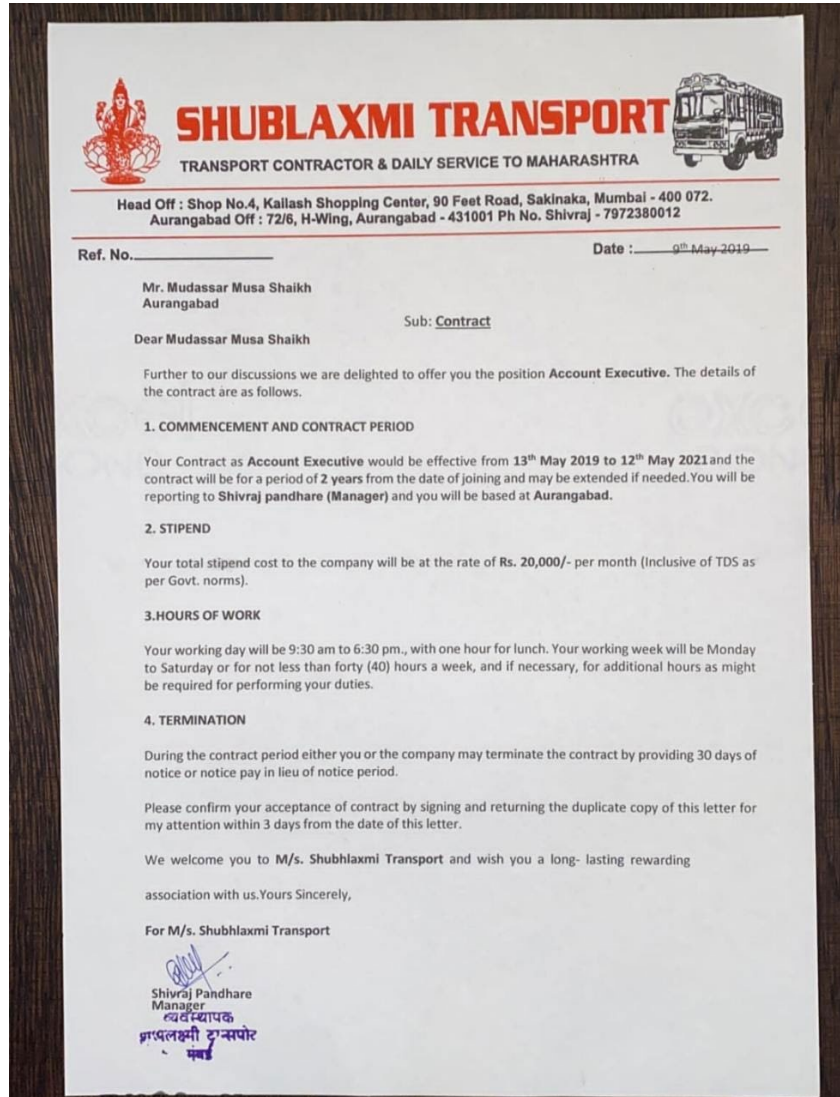 SHUBLAXMI TRANSPORT
TRANSPORT CONTRACTOR & DAILY SERVICE TO MAHARASHTRA
Head Off : Shop No.4, Kailash Shopping Center, 90 Feet Road, Sakinaka, Mumbai - 400 072.
Aurangabad Off : 72/6, H-Wing, Aurangabad - 431001 Ph No. Shivraj - 7972380012
Ref. No. Date : 9th May 2019
Mr. Mudassar Musa Shaikh
Aurangabad
Sub: Contract
Dear Mudassar Musa Shaikh
Further to our discussions we are delighted to offer you the position Account Executive. The details of
the contract are as follows.
1. COMMENCEMENT AND CONTRACT PERIOD
Your Contract as Account Executive would be effective from 13th May 2019 to 12th May 2021 and the
contract will be for a period of 2 years from the date of joining and may be extended if needed.You will be
reporting to Shivraj pandhare (Manager) and you will be based at Aurangabad.
2. STIPEND
Your total stipend cost to the company will be at the rate of Rs. 20,000/- per month (Inclusive of TDS as
per Govt. norms).
3.HOURS OF WORK
Your working day will be 9:30 am to 6:30 pm., with one hour for lunch. Your working week will be Monday
to Saturday or for not less than forty (40) hours a week, and if necessary, for additional hours as might
be required for performing your duties.
4. TERMINATION
During the contract period either you or the company may terminate the contract by providing 30 days of
notice or notice pay in lieu of notice period.
Please confirm your acceptance of contract by signing and returning the duplicate copy of this letter for
my attention within 3 days from the date of this letter.
We welcome you to M/s. Shubhlaxmi Transport and wish you a long- lasting rewarding
association with us.Yours Sincerely,
For M/s. Shubhlaxmi Transport
Shivraj Pandhare
Manager
व्यवस्थापक
मुंबई